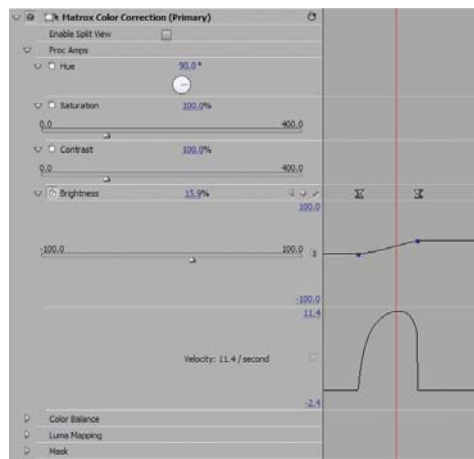 Matrox Color Correction (Primary)
Enable Split View
Proc Amps
Hue 90.0 °
Saturation 100.0%
0.0 400.0
Contrast 100.0%
0.0 400.0
Brightness 15.9%
100.0
-100.0 100.0
-100.0
11.4
Velocity: 11.4 / second
-2.4
Color Balance
Luma Mapping
Mask